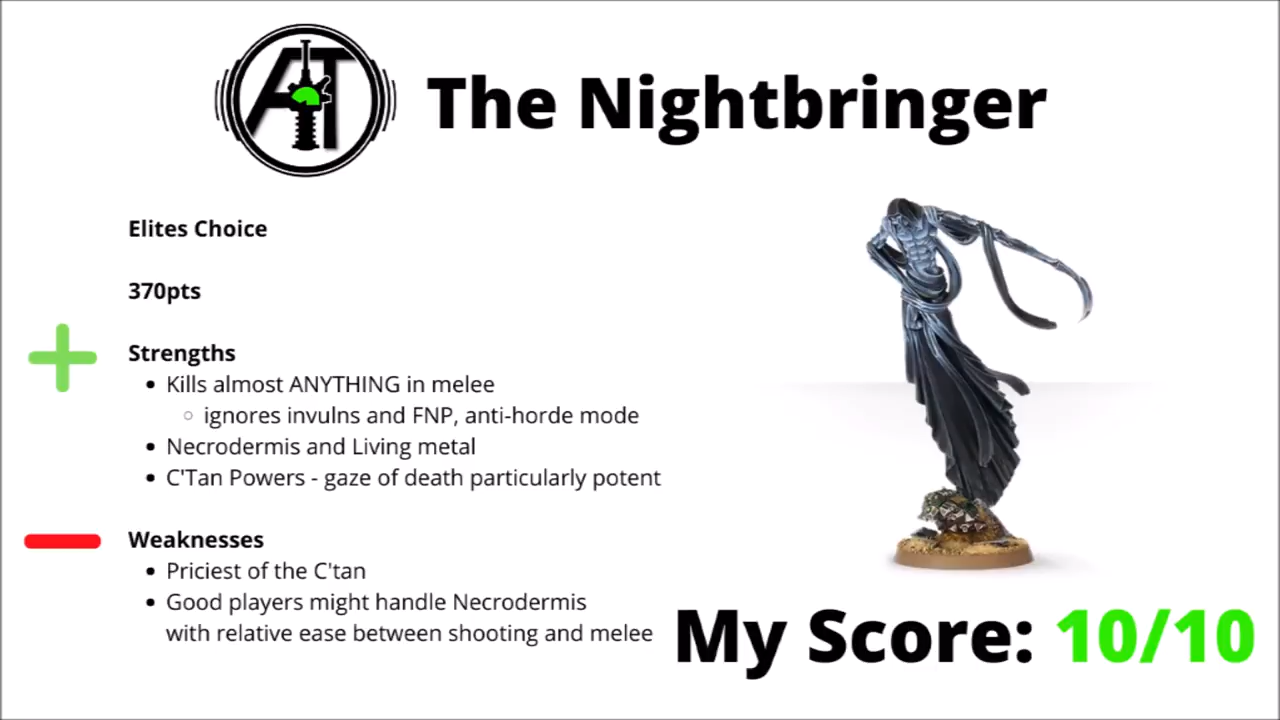 AT
The Nightbringer
Elites Choice
370pts
Strengths
• Kills almost ANYTHING in melee
○ ignores invulns and FNP, anti-horde mode
• Necrodermis and Living metal
• C'Tan Powers - gaze of death particularly potent
Weaknesses
• Priciest of the C'tan
• Good players might handle Necrodermis
with relative ease between shooting and melee
My Score: 10/10